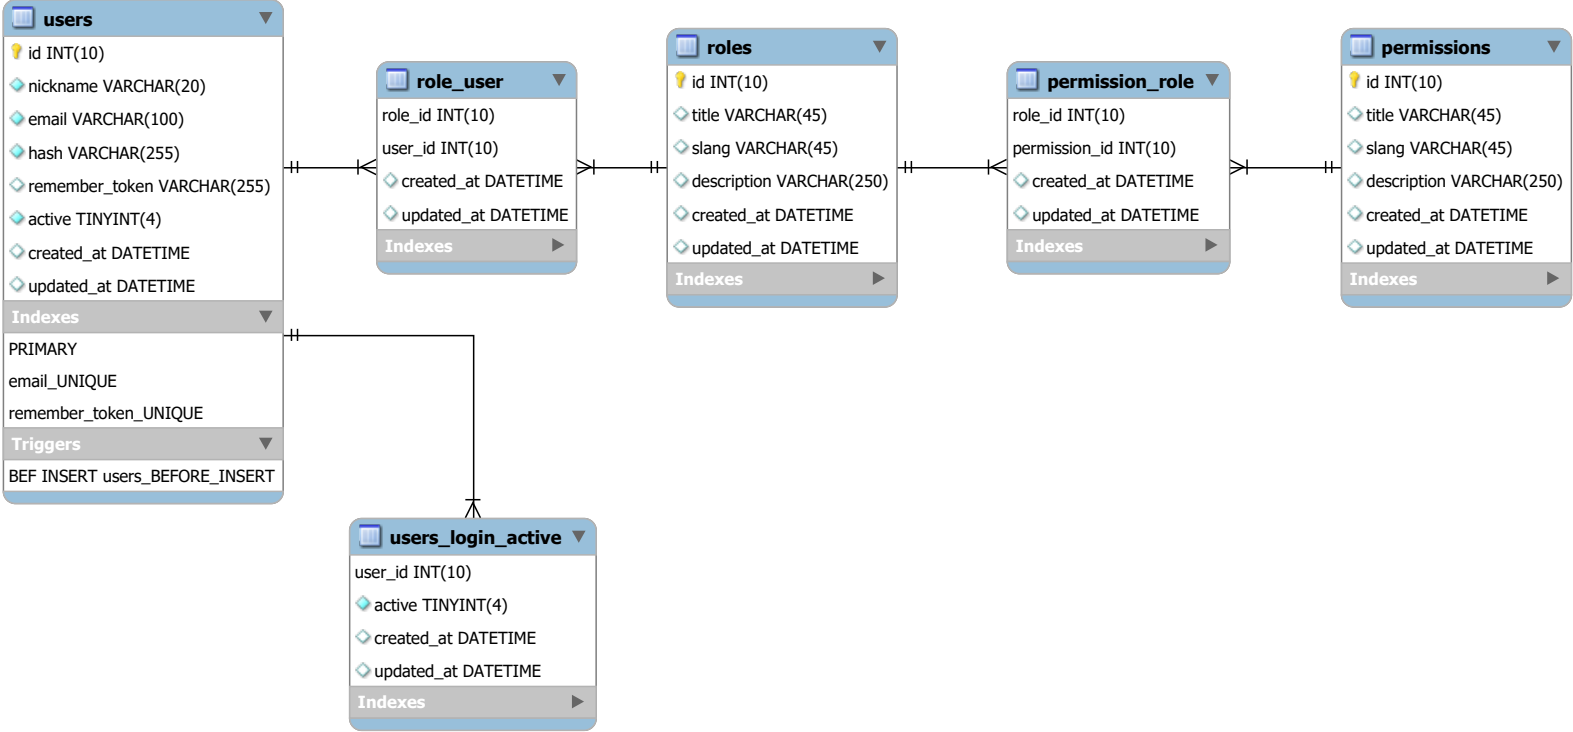 users
id INT(10)
nickname VARCHAR(20)
email VARCHAR(100)
hash VARCHAR(255)
remember_token VARCHAR(255)
active TINYINT(4)
created_at DATETIME
updated_at DATETIME
Indexes
PRIMARY
email_UNIQUE
remember_token_UNIQUE
Triggers
BEF INSERT users_BEFORE_INSERT
role_user
role_id INT(10)
user_id INT(10)
created_at DATETIME
updated_at DATETIME
Indexes
roles
id INT(10)
title VARCHAR(45)
slang VARCHAR(45)
description VARCHAR(250)
created_at DATETIME
updated_at DATETIME
Indexes
permission_role
role_id INT(10)
permission_id INT(10)
created_at DATETIME
updated_at DATETIME
Indexes
permissions
id INT(10)
title VARCHAR(45)
slang VARCHAR(45)
description VARCHAR(250)
created_at DATETIME
updated_at DATETIME
Indexes
users_login_active
user_id INT(10)
active TINYINT(4)
created_at DATETIME
updated_at DATETIME
Indexes